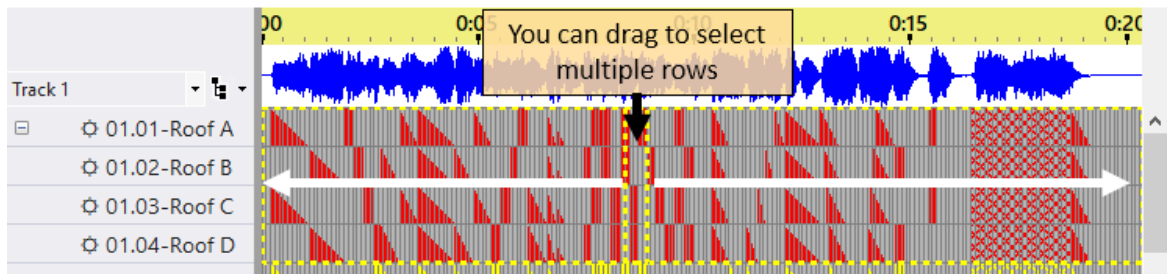 00 0:05 0:10 0:15 0:20
You can drag to select
multiple rows
Track 1
01.01-Roof A
01.02-Roof B
01.03-Roof C
01.04-Roof D